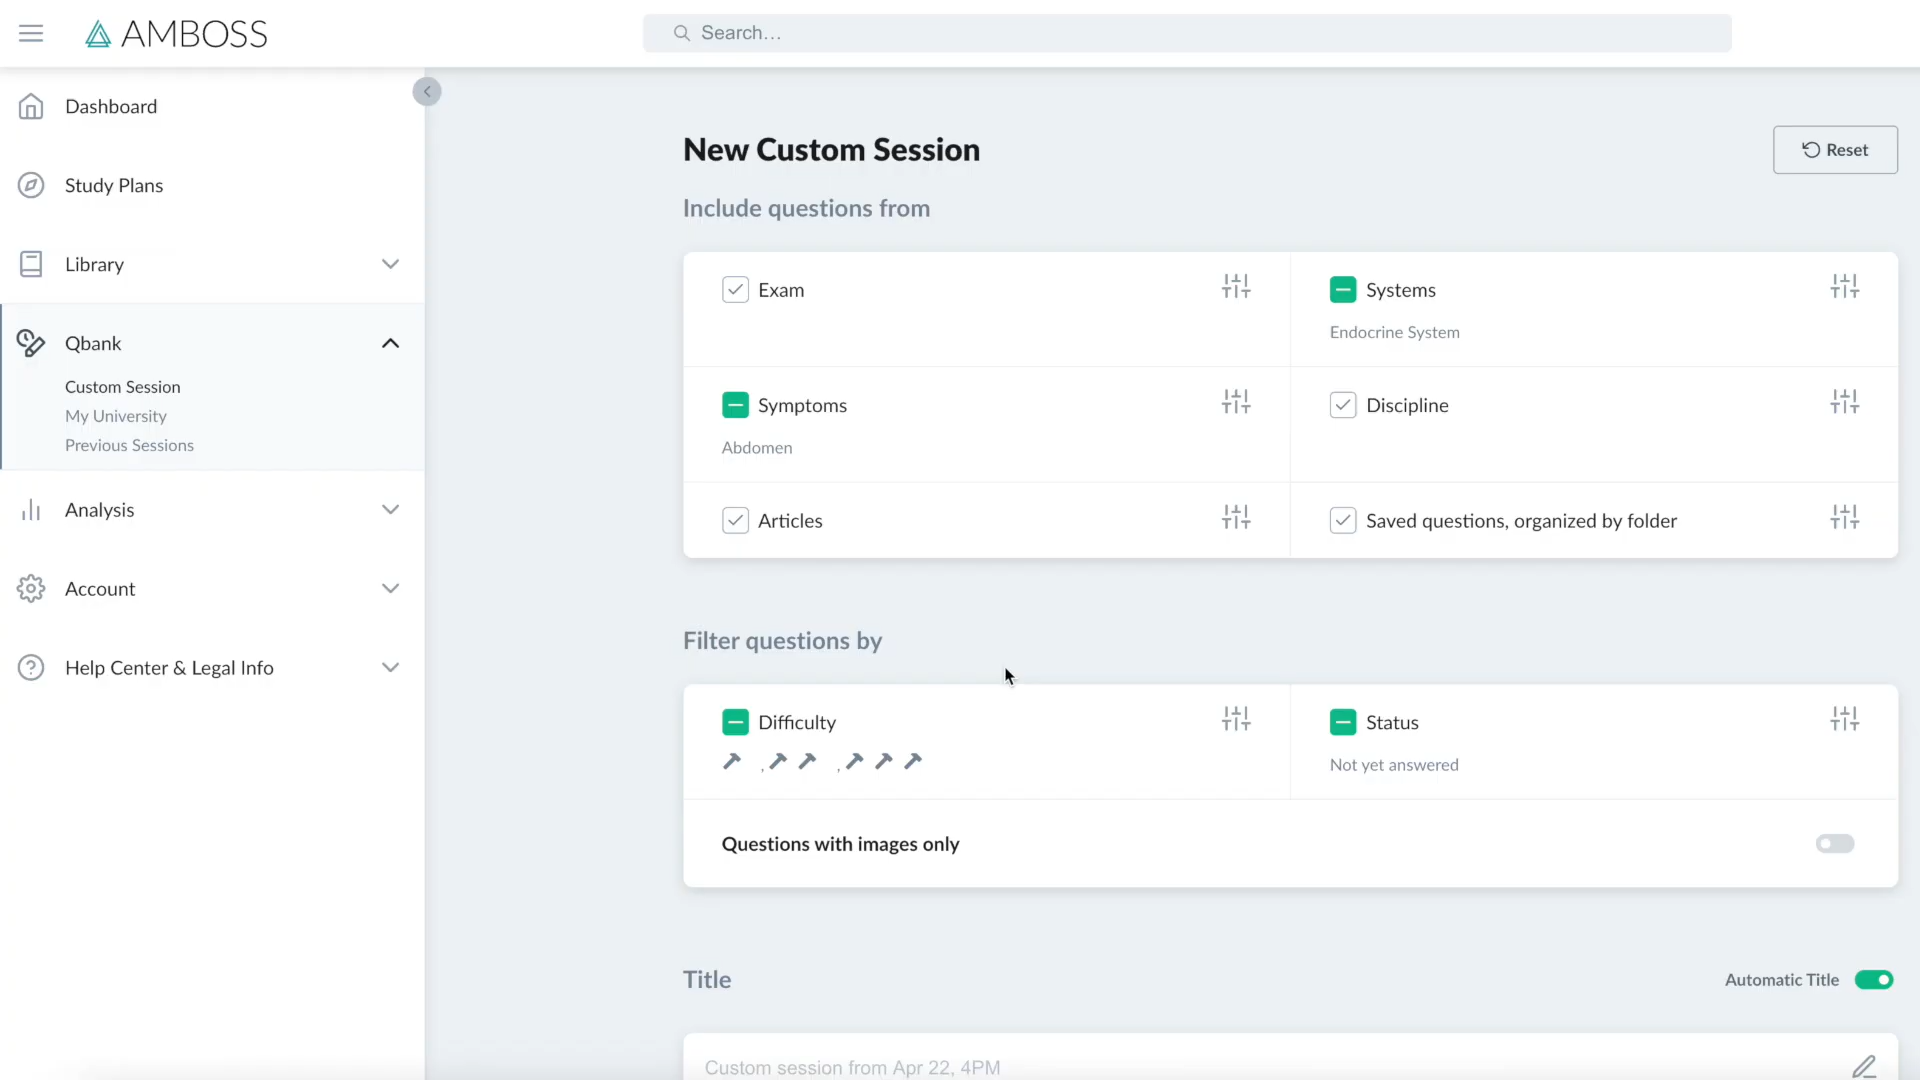 AMBOSS
Search...
Dashboard
Study Plans
Library
Qbank
Custom Session
My University
Previous Sessions
Analysis
Account
Help Center & Legal Info
New Custom Session
Reset
Include questions from
Exam
Systems
Endocrine System
Symptoms
Abdomen
Discipline
Articles
Saved questions, organized by folder
Filter questions by
Difficulty
, ,
Status
Not yet answered
Questions with images only
Title
Automatic Title
Custom session from Apr 22, 4PM